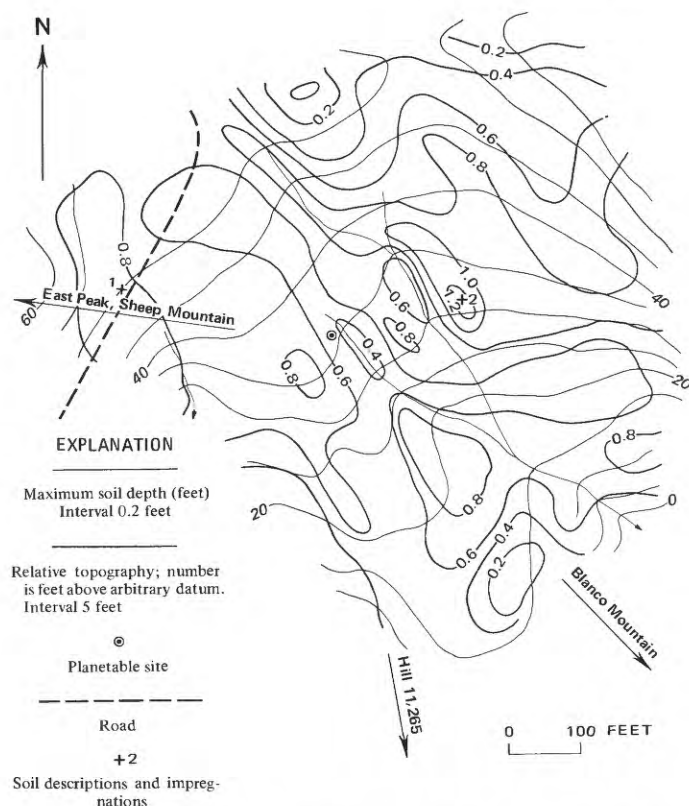 N
0.2
0.4
0.2
0.6
0.8
0.8
1.0
1
+2
1.2
East Peak, Sheep Mountain
0.6
40
60
0.8
0.4
40
0.8
0.6
20
EXPLANATION
0.8
Maximum soil depth (feet)
Interval 0.2 feet
20
0.8
0
0.6
0.4
0.2
Relative topography; number
is feet above arbitrary datum.
Interval 5 feet
Blanco Mountain
Planetable site
Hill 11,265
Road
0 100 FEET
+2
Soil descriptions and impreg-
nations